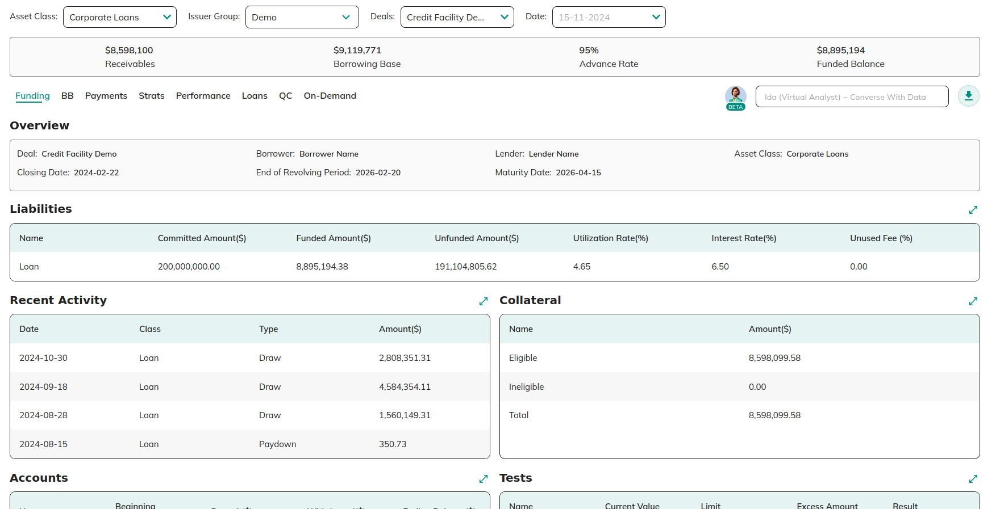 Asset Class: Corporate Loans Issuer Group: Demo Deals: Credit Facility De... Date: 15-11-2024
$8,598,100 $9,119,771 95% $8,895,194
Receivables Borrowing Base Advance Rate Funded Balance
Funding BB Payments Strats Performance Loans QC On-Demand Ida (Virtual Analyst) ~ Converse With Data
BETA
Overview
Deal: Credit Facility Demo Borrower: Borrower Name Lender: Lender Name Asset Class: Corporate Loans
Closing Date: 2024-02-22 End of Revolving Period: 2026-02-20 Maturity Date: 2026-04-15
Liabilities
Name Committed Amount($) Funded Amount($) Unfunded Amount($) Utilization Rate(%) Interest Rate(%) Unused Fee (%)
Loan 200,000,000.00 8,895,194.38 191,104,805.62 4.65 6.50 0.00
Recent Activity
Date Class Type Amount($)
2024-10-30 Loan Draw 2,808,351.31
2024-09-18 Loan Draw 4,584,354.11
2024-08-28 Loan Draw 1,560,149.31
2024-08-15 Loan Paydown 350.73
Collateral
Name Amount($)
Eligible 8,598,099.58
Ineligible 0.00
Total 8,598,099.58
Accounts
Beginning
Tests
Name Current Value Limit Excess Amount Result